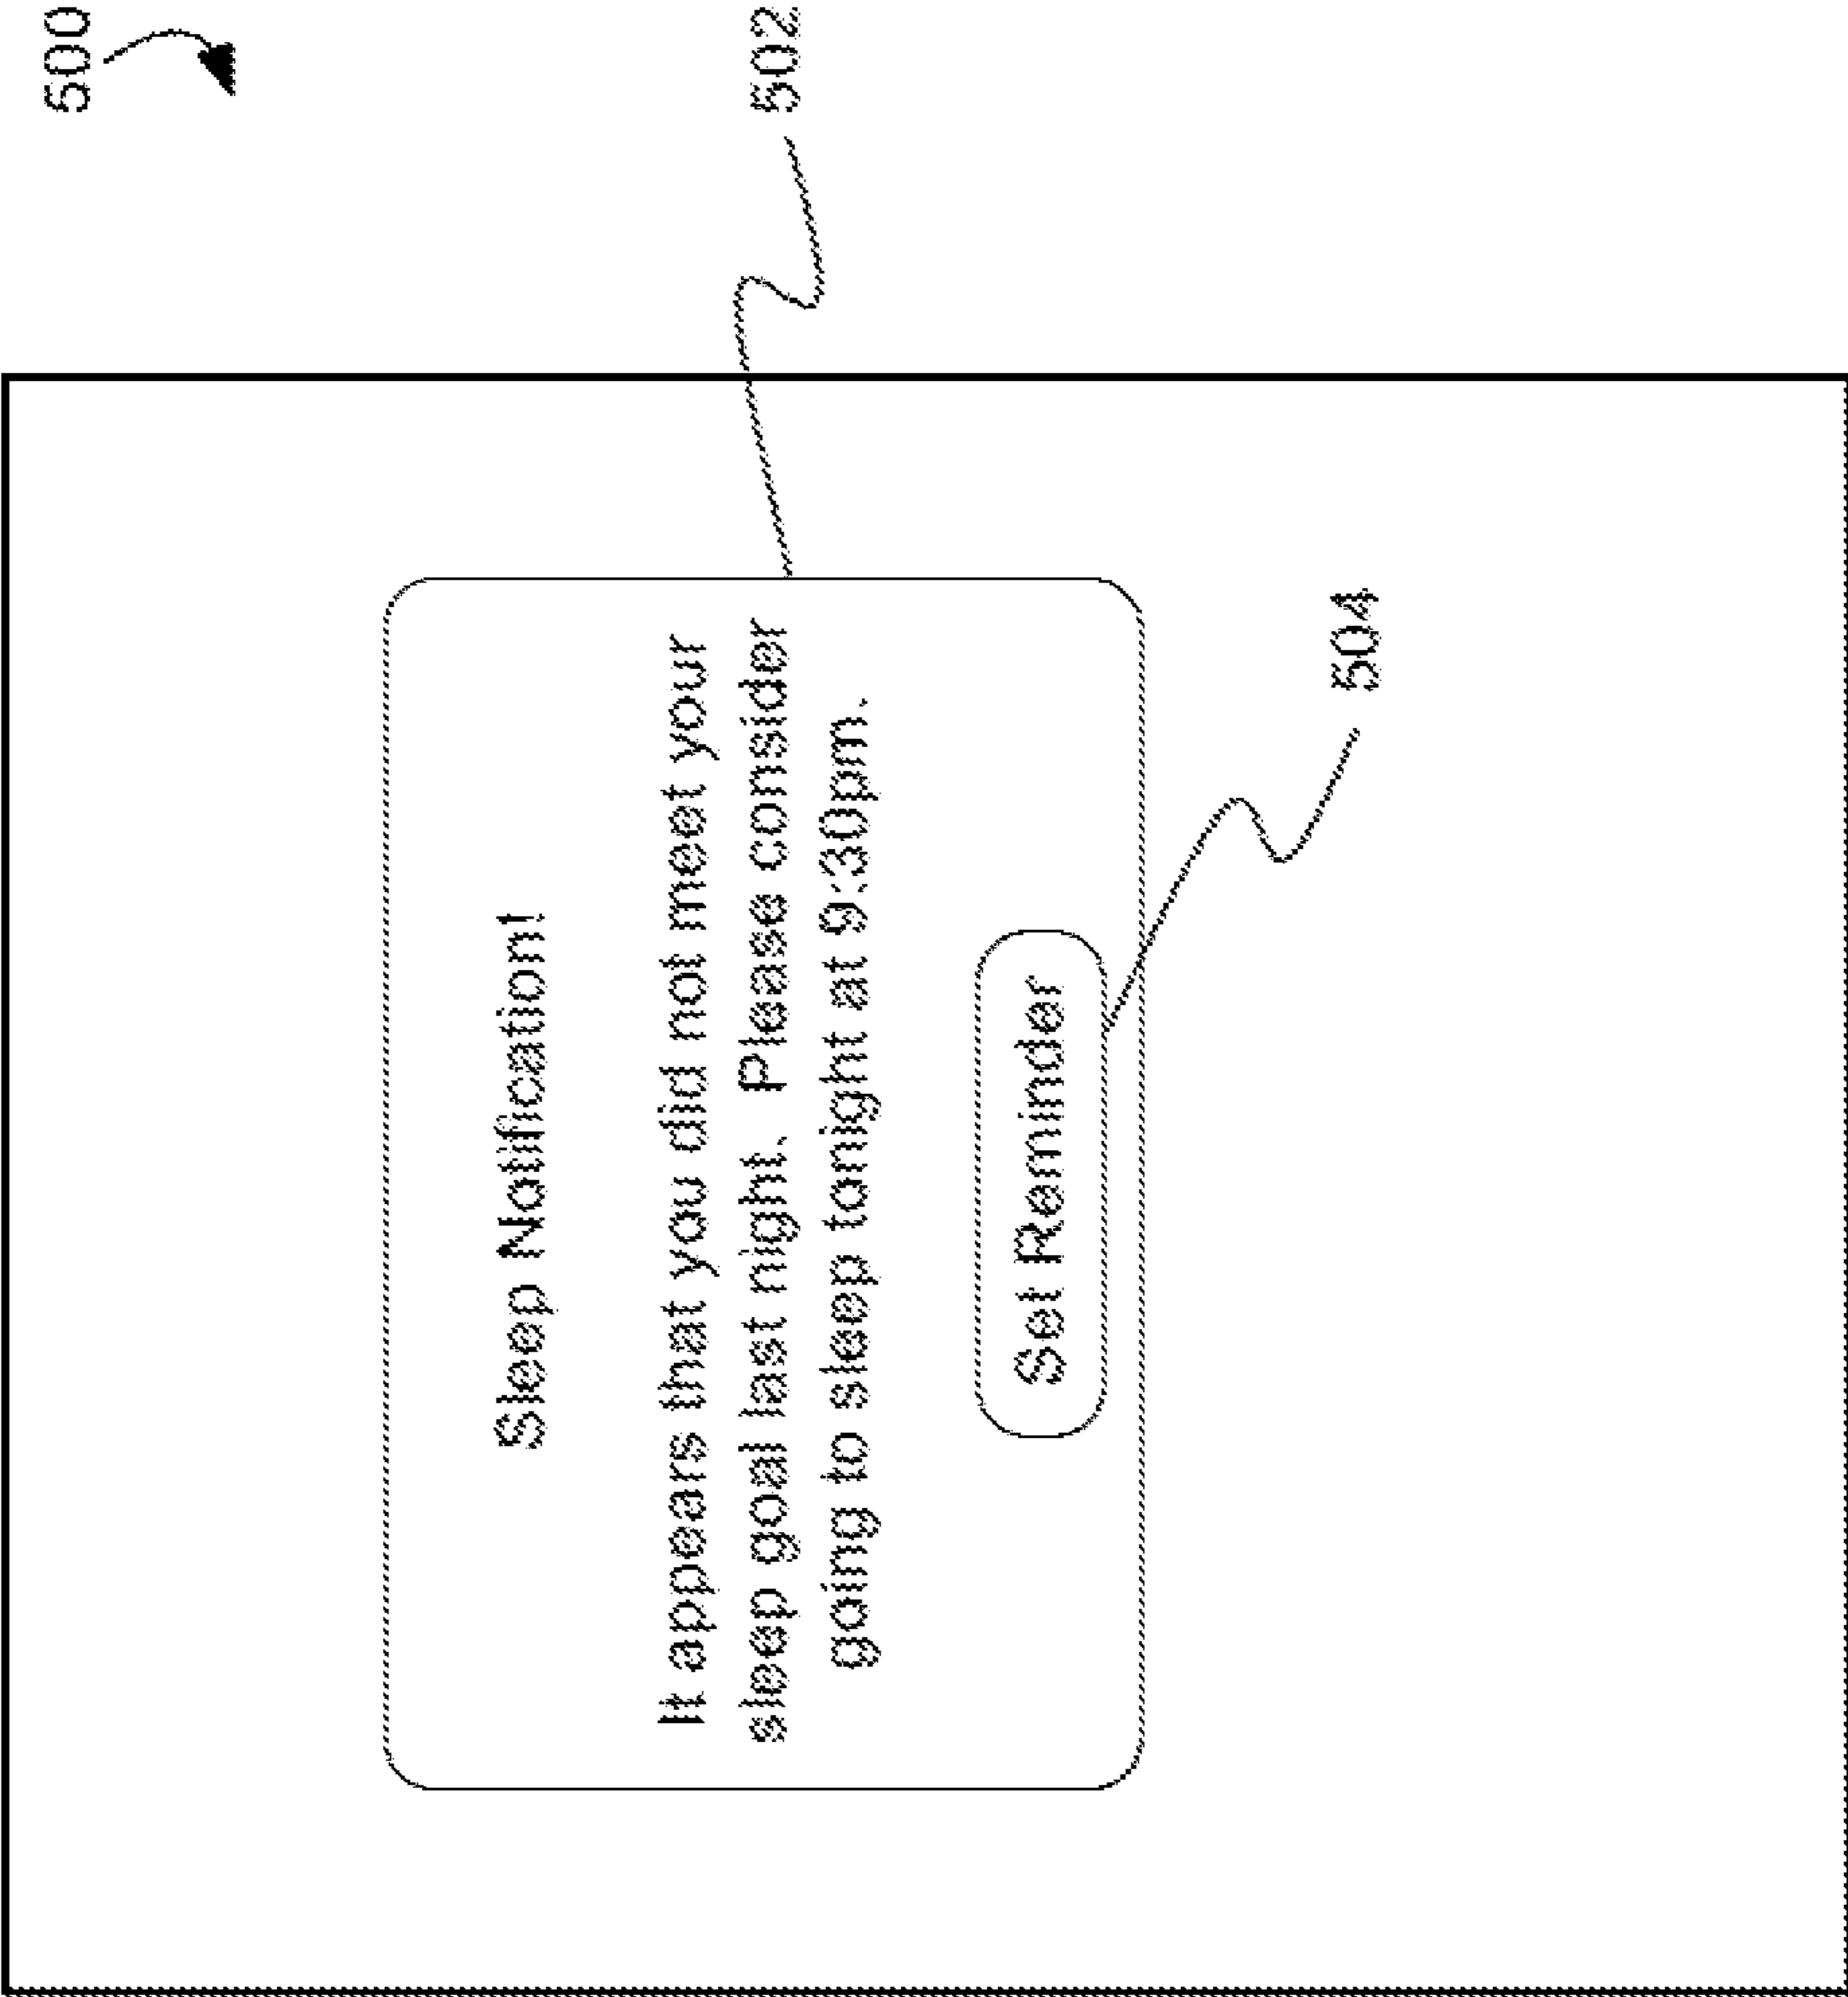 500
502
Sleep Notification!
It appears that you did not meet your
sleep goal last night. Please consider
going to sleep tonight at 9:30pm.
Set Reminder
504